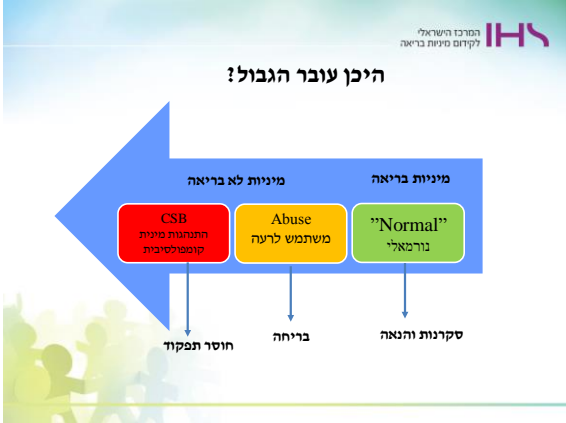 המרכז הישראלי
לקידום מיניות בריאה
IHS
היכן עובר הגבול?
מיניות בריאה
מיניות לא בריאה
”Normal”
נורמאלי
Abuse
משתמש לרעה
CSB
התנהגות מינית
קומפולסיבית
סקרנות והנאה
בריחה
חוסר תפקוד